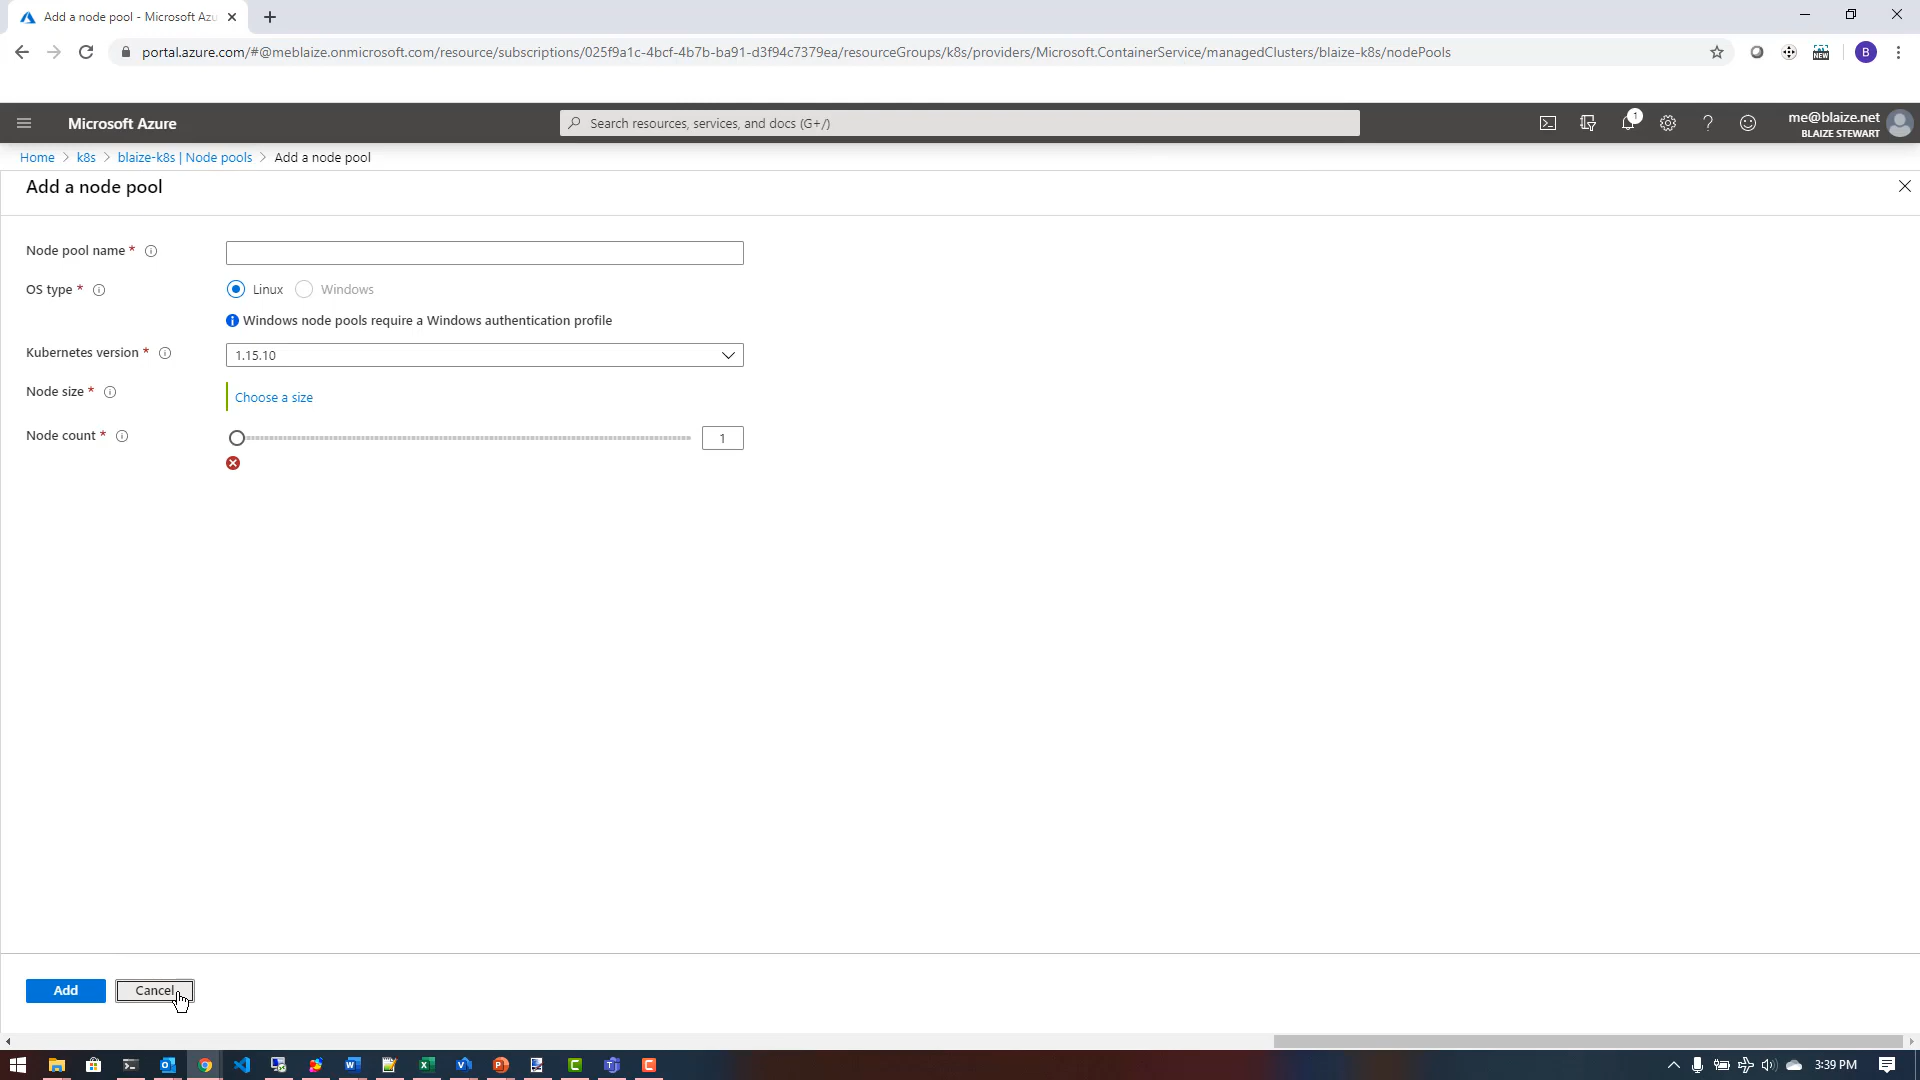 Add a node pool - Microsoft Azu
portal.azure.com/#@meblaize.onmicrosoft.com/resource/subscriptions/025f9a1c-4bcf-4b7b-ba91-d3f94c7379ea/resourceGroups/k8s/providers/Microsoft.ContainerService/managedClusters/blaize-k8s/nodePools
NEW
B
Microsoft Azure
Search resources, services, and docs (G+/)
1
me@blaize.net
BLAIZE STEWART
Home > k8s > blaize-k8s | Node pools > Add a node pool
Add a node pool
Node pool name *
OS type * Linux Windows
Windows node pools require a Windows authentication profile
Kubernetes version * 1.15.10
Node size * Choose a size
Node count * 1
Add Cancel
3:39 PM